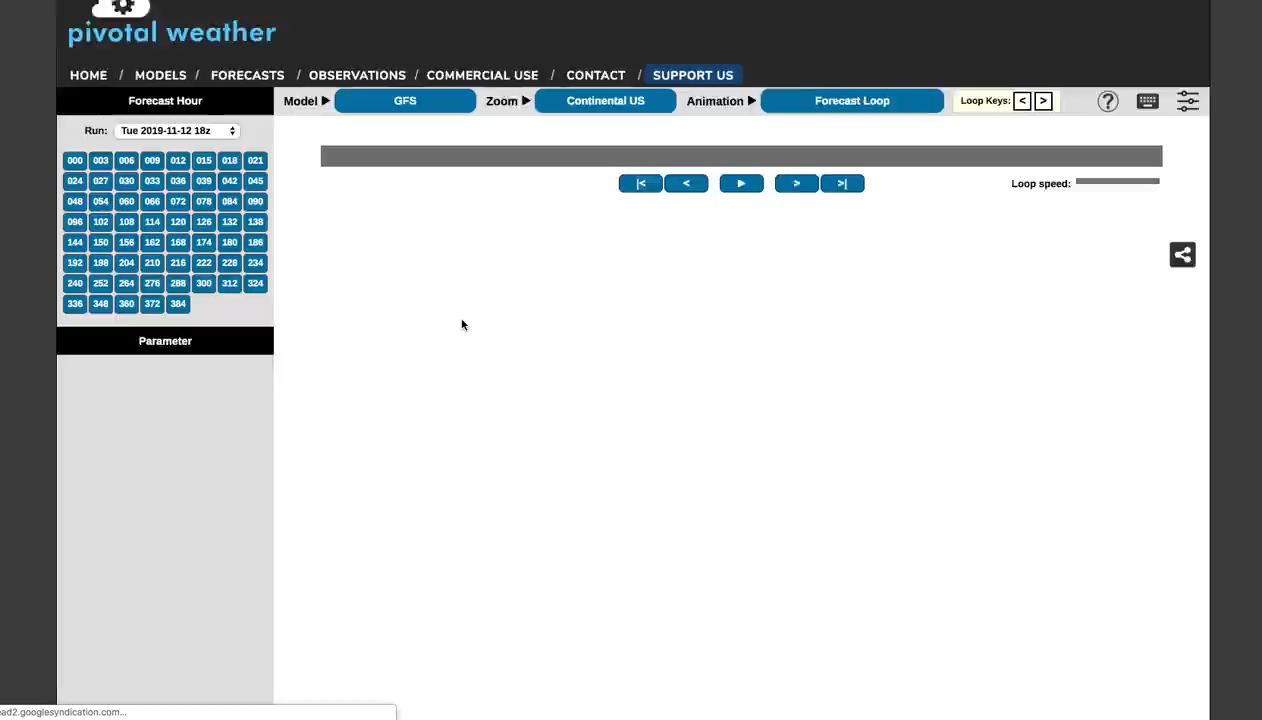 pivotal weather
HOME / MODELS / FORECASTS / OBSERVATIONS / COMMERCIAL USE / CONTACT / SUPPORT US
Forecast Hour
Model ▶ GFS Zoom ▶ Continental US Animation ▶ Forecast Loop Loop Keys: < > ?
Run: Tue 2019-11-12 18z
000 003 006 009 012 015 018 021
024 027 030 033 036 039 042 045
048 054 060 066 072 078 084 090
096 102 108 114 120 126 132 138
144 150 156 162 168 174 180 186
192 198 204 210 216 222 228 234
240 252 264 276 288 300 312 324
336 348 360 372 384
|< < ▶ > >| Loop speed:
Parameter
ead2.googlesyndication.com...